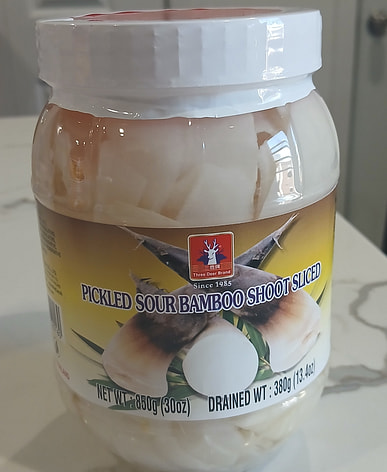 Three Deer Brand
Since 1985
PICKLED SOUR BAMBOO SHOOT SLICED
NET WT : 850g (30oz) DRAINED WT : 380g (13.4oz)